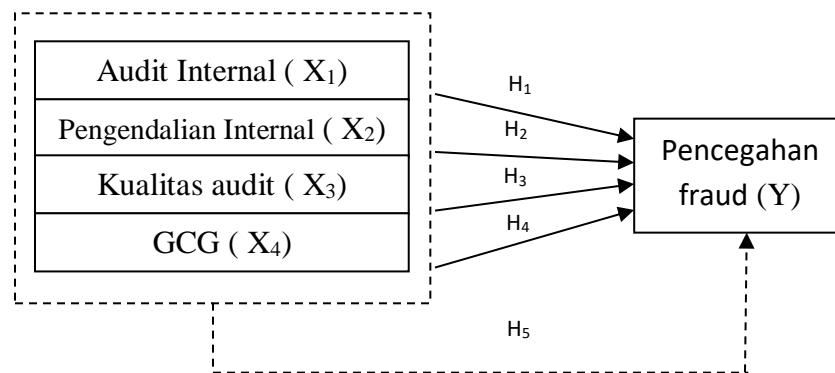 Audit Internal ( X₁)
Pengendalian Internal ( X₂)
Kualitas audit ( X₃)
GCG ( X₄)
H₁
H₂
H₃
H₄
Pencegahan
fraud (Y)
H₅